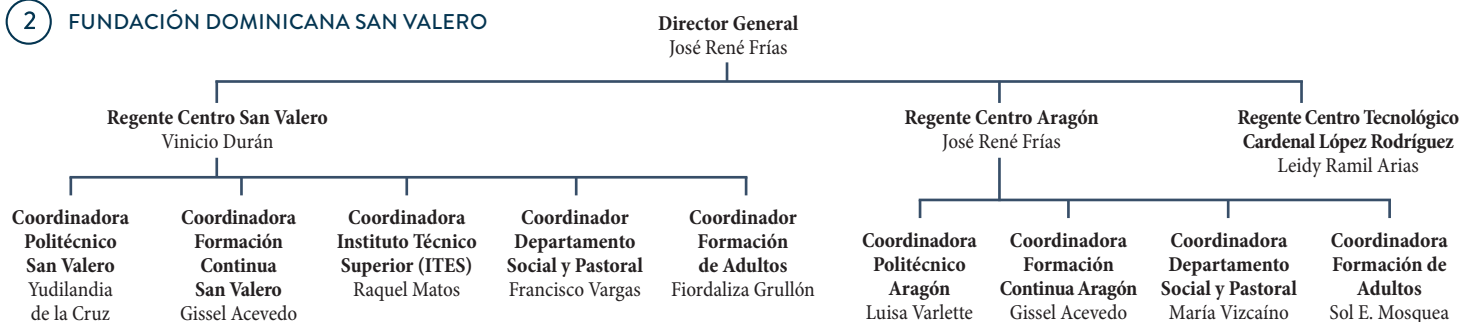 2 FUNDACIÓN DOMINICANA SAN VALERO
Director General
José René Frías
Regente Centro San Valero
Vinicio Durán
Regente Centro Aragón
José René Frías
Regente Centro Tecnológico
Cardenal López Rodríguez
Leidy Ramil Arias
Coordinadora
Politécnico
San Valero
Yudilandia
de la Cruz
Coordinadora
Formación
Continua
San Valero
Gissel Acevedo
Coordinadora
Instituto Técnico
Superior (ITES)
Raquel Matos
Coordinador
Departamento
Social y Pastoral
Francisco Vargas
Coordinador
Formación
de Adultos
Fiordaliza Grullón
Coordinadora
Politécnico
Aragón
Luisa Varlette
Coordinadora
Formación
Continua Aragón
Gissel Acevedo
Coordinadora
Departamento
Social y Pastoral
María Vizcaíno
Coordinadora
Formación de
Adultos
Sol E. Mosquea